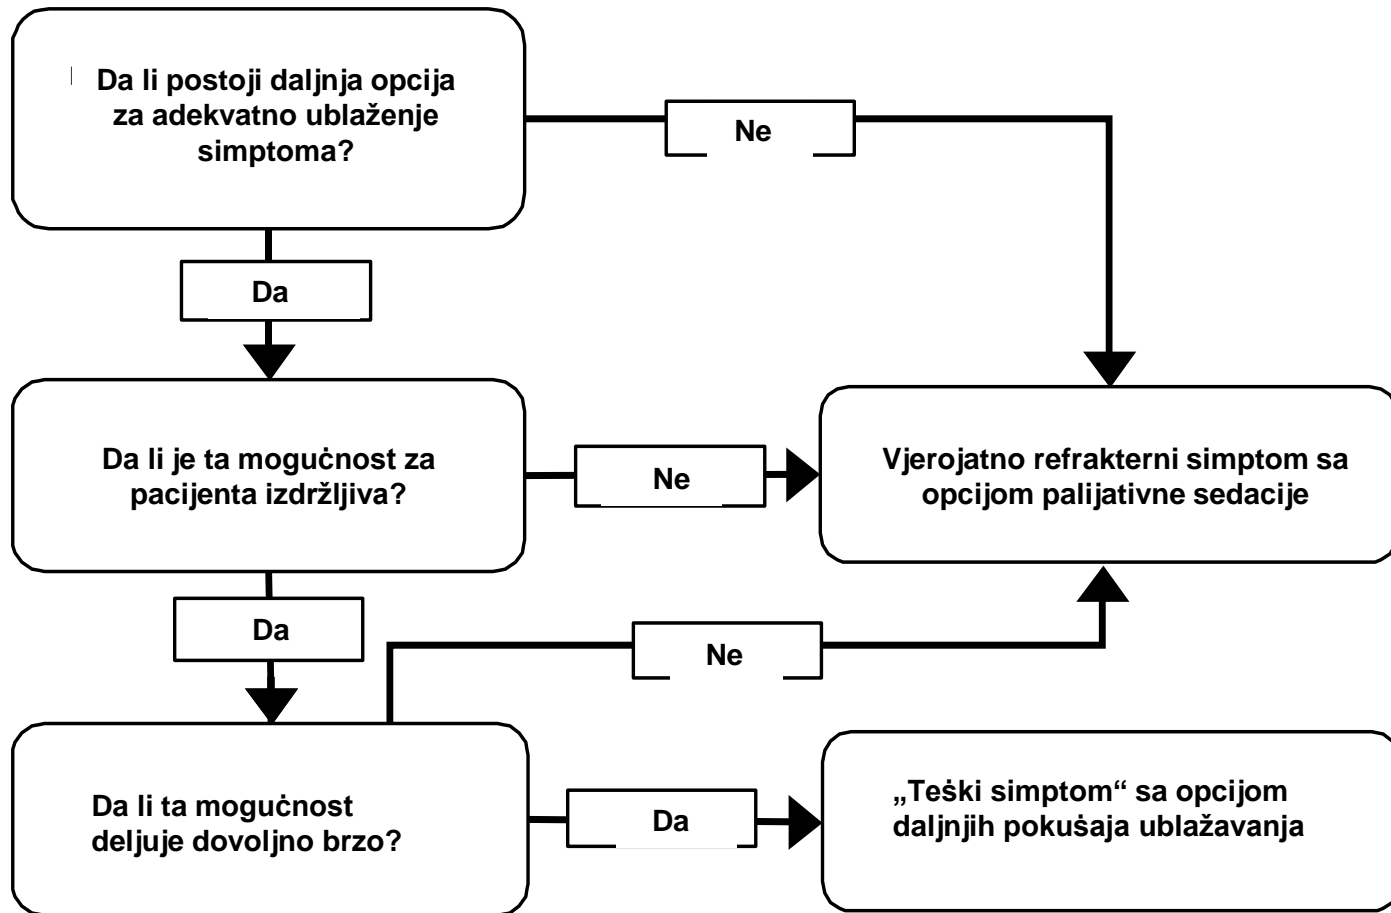 Da li postoji daljnja opcija
za adekvatno ublaženje
simptoma?
Ne
Da
Da li je ta mogućnost za
pacijenta izdržljiva?
Ne
Vjerojatno refrakterni simptom sa
opcijom palijativne sedacije
Da
Ne
Da li ta mogućnost
deljuje dovoljno brzo?
Da
„Teški simptom“ sa opcijom
daljnjih pokušaja ublažavanja